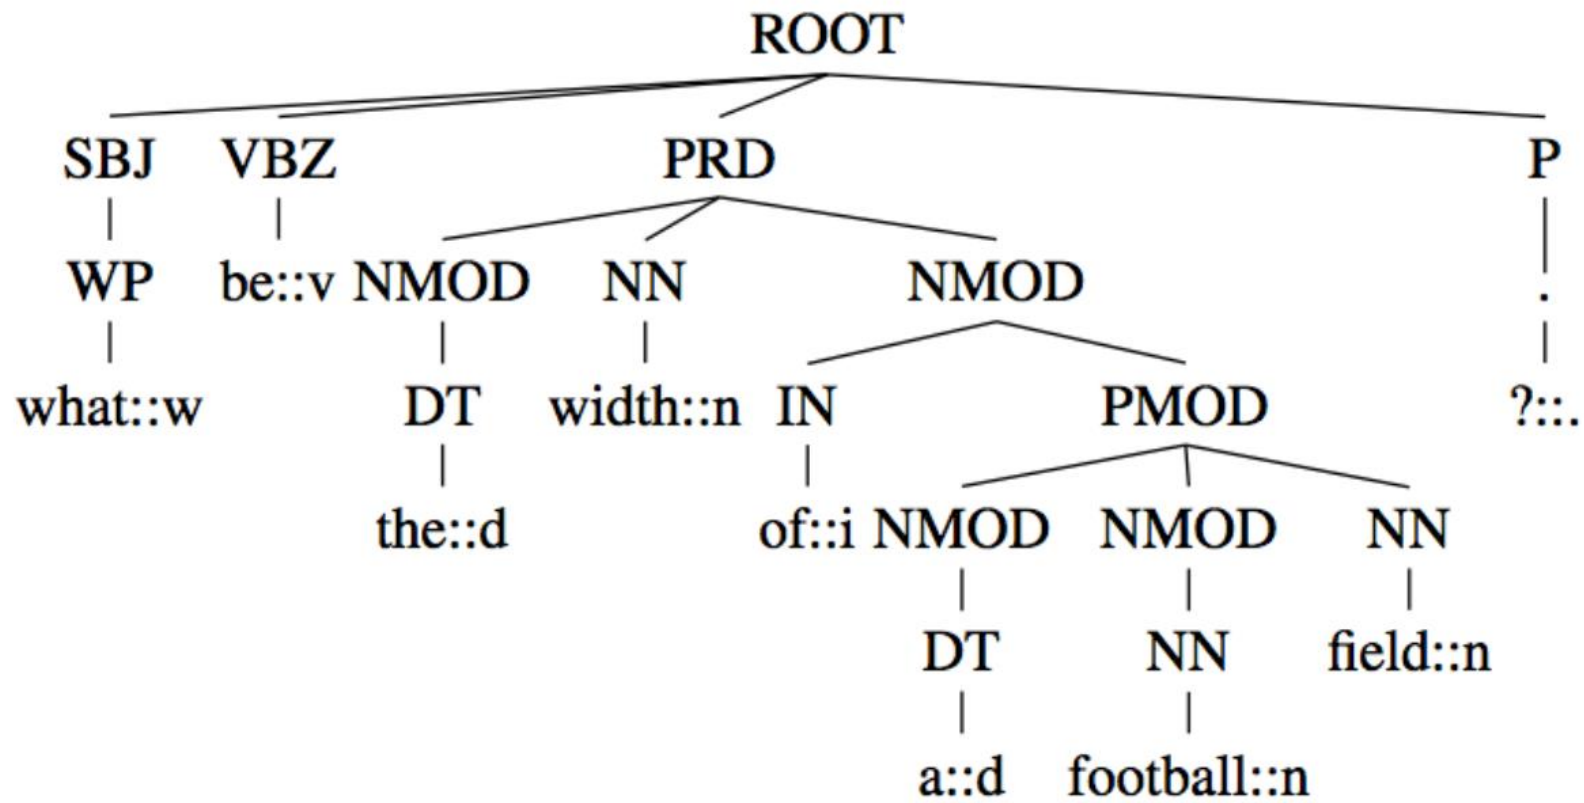 ROOT
SBJ VBZ PRD P
WP be::v NMOD NN NMOD .
what::w DT width::n IN PMOD ?::.
the::d of::i NMOD NMOD NN
DT NN field::n
a::d football::n